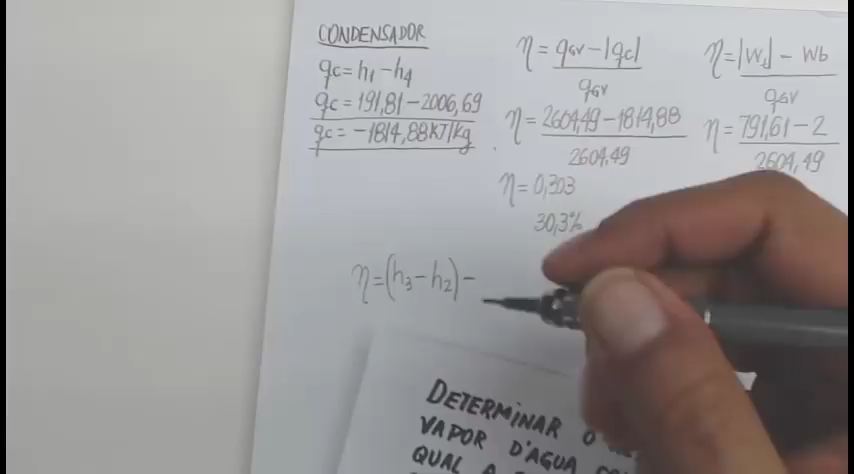 CONDENSADOR
qc = h1 - h4
qc = 191,81 - 2006,69
qc = -1814,88 kJ/kg
η = qGV - |qc|
qGV
η = 2604,49 - 1814,88
2604,49
η = 0,303
30,3%
η = |Wt| - Wb
qGV
η = 791,61 - 2
2604,49
η = (h3 - h2) -
DETERMINAR O
VAPOR D'AGUA
QUAL A